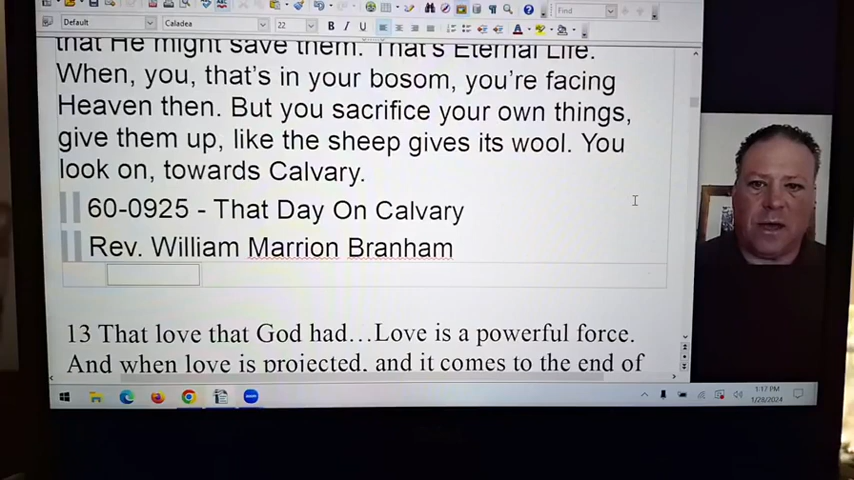 Find
Default
Caladea
22
that He might save them. That's Eternal Life.
When, you, that's in your bosom, you're facing
Heaven then. But you sacrifice your own things,
give them up, like the sheep gives its wool. You
look on, towards Calvary.
60-0925 - That Day On Calvary
Rev. William Marrion Branham
13 That love that God had…Love is a powerful force.
And when love is projected, and it comes to the end of
1:17 PM
1/28/2024